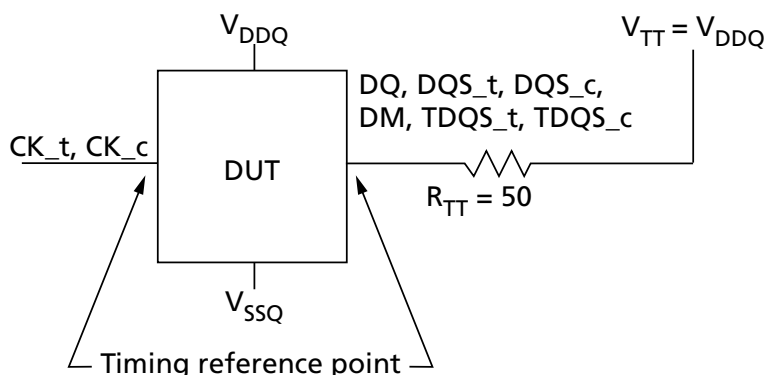 V_DDQ
V_TT = V_DDQ
DQ, DQS_t, DQS_c,
DM, TDQS_t, TDQS_c
CK_t, CK_c
DUT
R_TT = 50
V_SSQ
Timing reference point